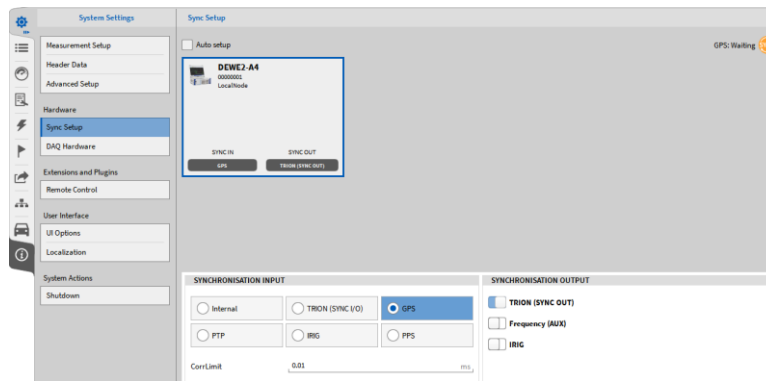 System Settings
Sync Setup
Measurement Setup
Header Data
Advanced Setup
Hardware
Sync Setup
DAQ Hardware
Extensions and Plugins
Remote Control
User Interface
UI Options
Localization
System Actions
Shutdown
Auto setup
GPS: Waiting
DEWE2-A4
00000001
LocalNode
SYNC IN SYNC OUT
GPS TRION (SYNC OUT)
SYNCHRONISATION INPUT
Internal TRION (SYNC I/O) GPS
PTP IRIG PPS
CorrLimit 0.01 ms
SYNCHRONISATION OUTPUT
TRION (SYNC OUT)
Frequency (AUX)
IRIG